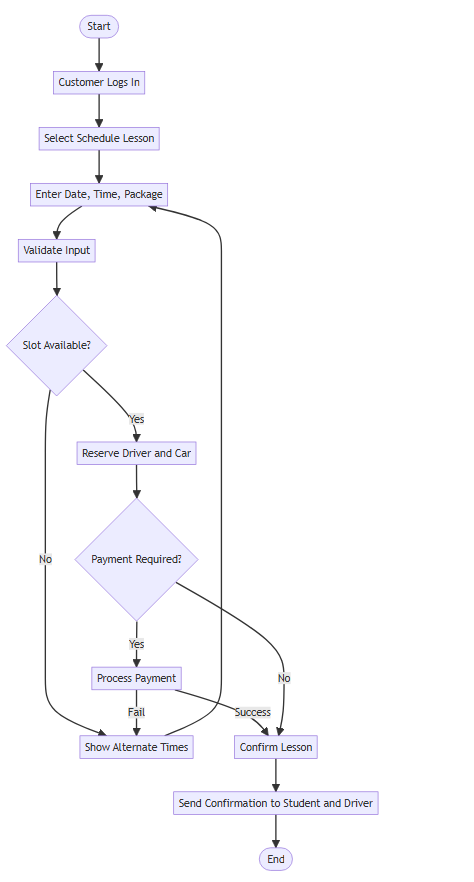 Start
Customer Logs In
Select Schedule Lesson
Enter Date, Time, Package
Validate Input
Slot Available?
Yes
Reserve Driver and Car
No
Payment Required?
Yes
Process Payment
No
Fail
Success
Show Alternate Times
Confirm Lesson
Send Confirmation to Student and Driver
End